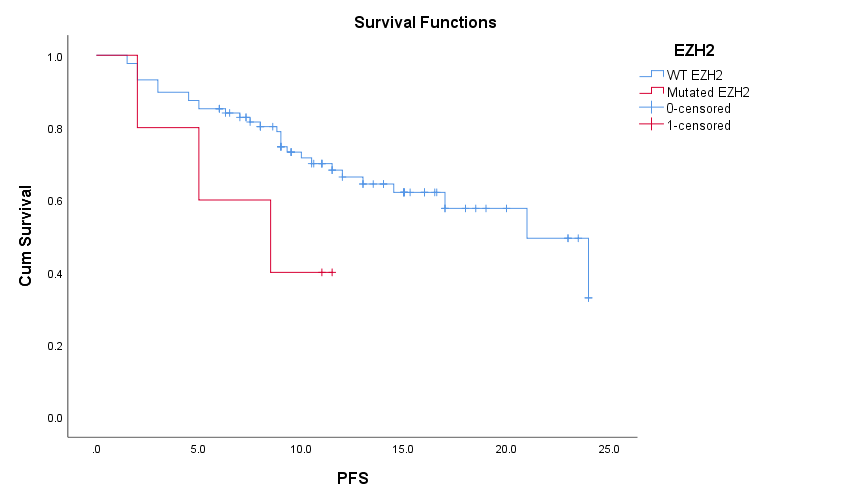 Survival Functions
EZH2
WT EZH2
Mutated EZH2
0-censored
1-censored
Cum Survival
1.0
0.8
0.6
0.4
0.2
0.0
.0 5.0 10.0 15.0 20.0 25.0
PFS